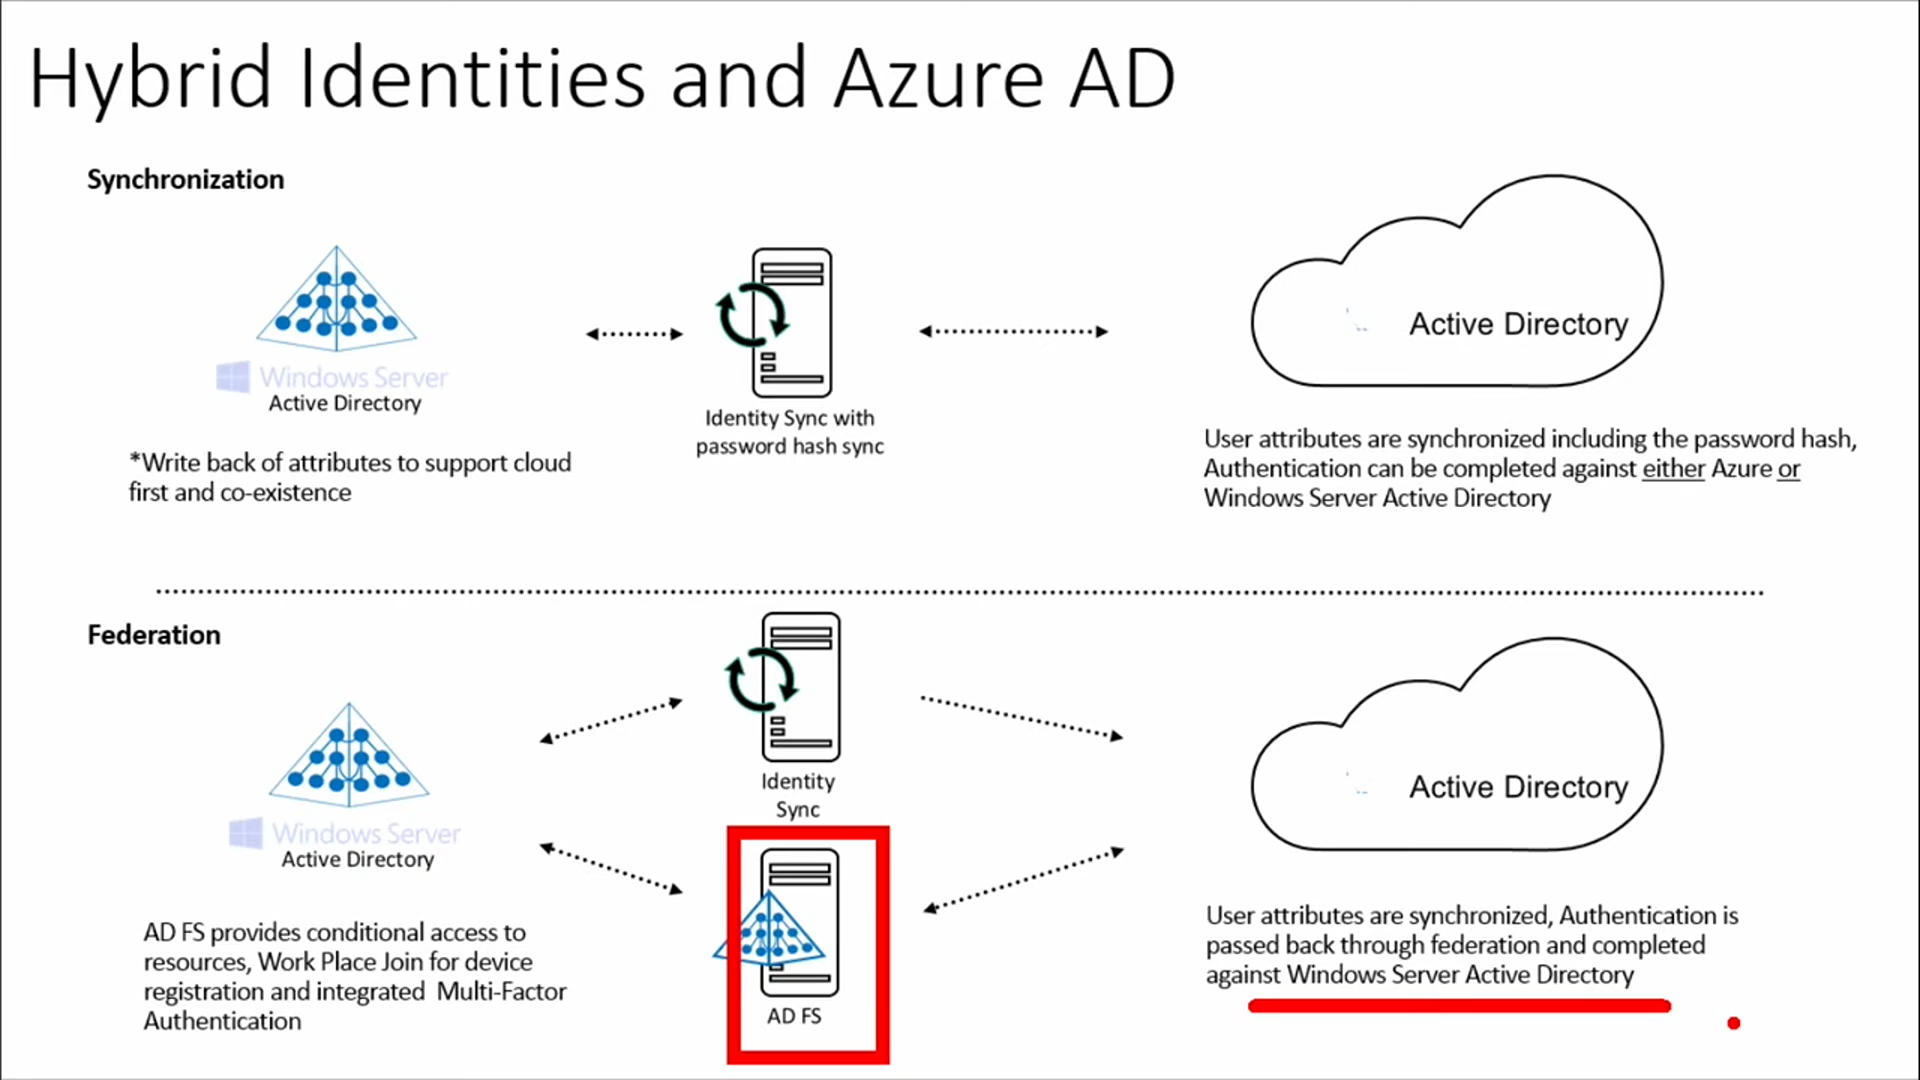 Hybrid Identities and Azure AD
Synchronization
Windows Server
Active Directory
*Write back of attributes to support cloud
first and co-existence
Identity Sync with
password hash sync
Active Directory
User attributes are synchronized including the password hash,
Authentication can be completed against either Azure or
Windows Server Active Directory
Federation
Windows Server
Active Directory
AD FS provides conditional access to
resources, Work Place Join for device
registration and integrated  Multi-Factor
Authentication
Identity
Sync
AD FS
Active Directory
User attributes are synchronized, Authentication is
passed back through federation and completed
against Windows Server Active Directory